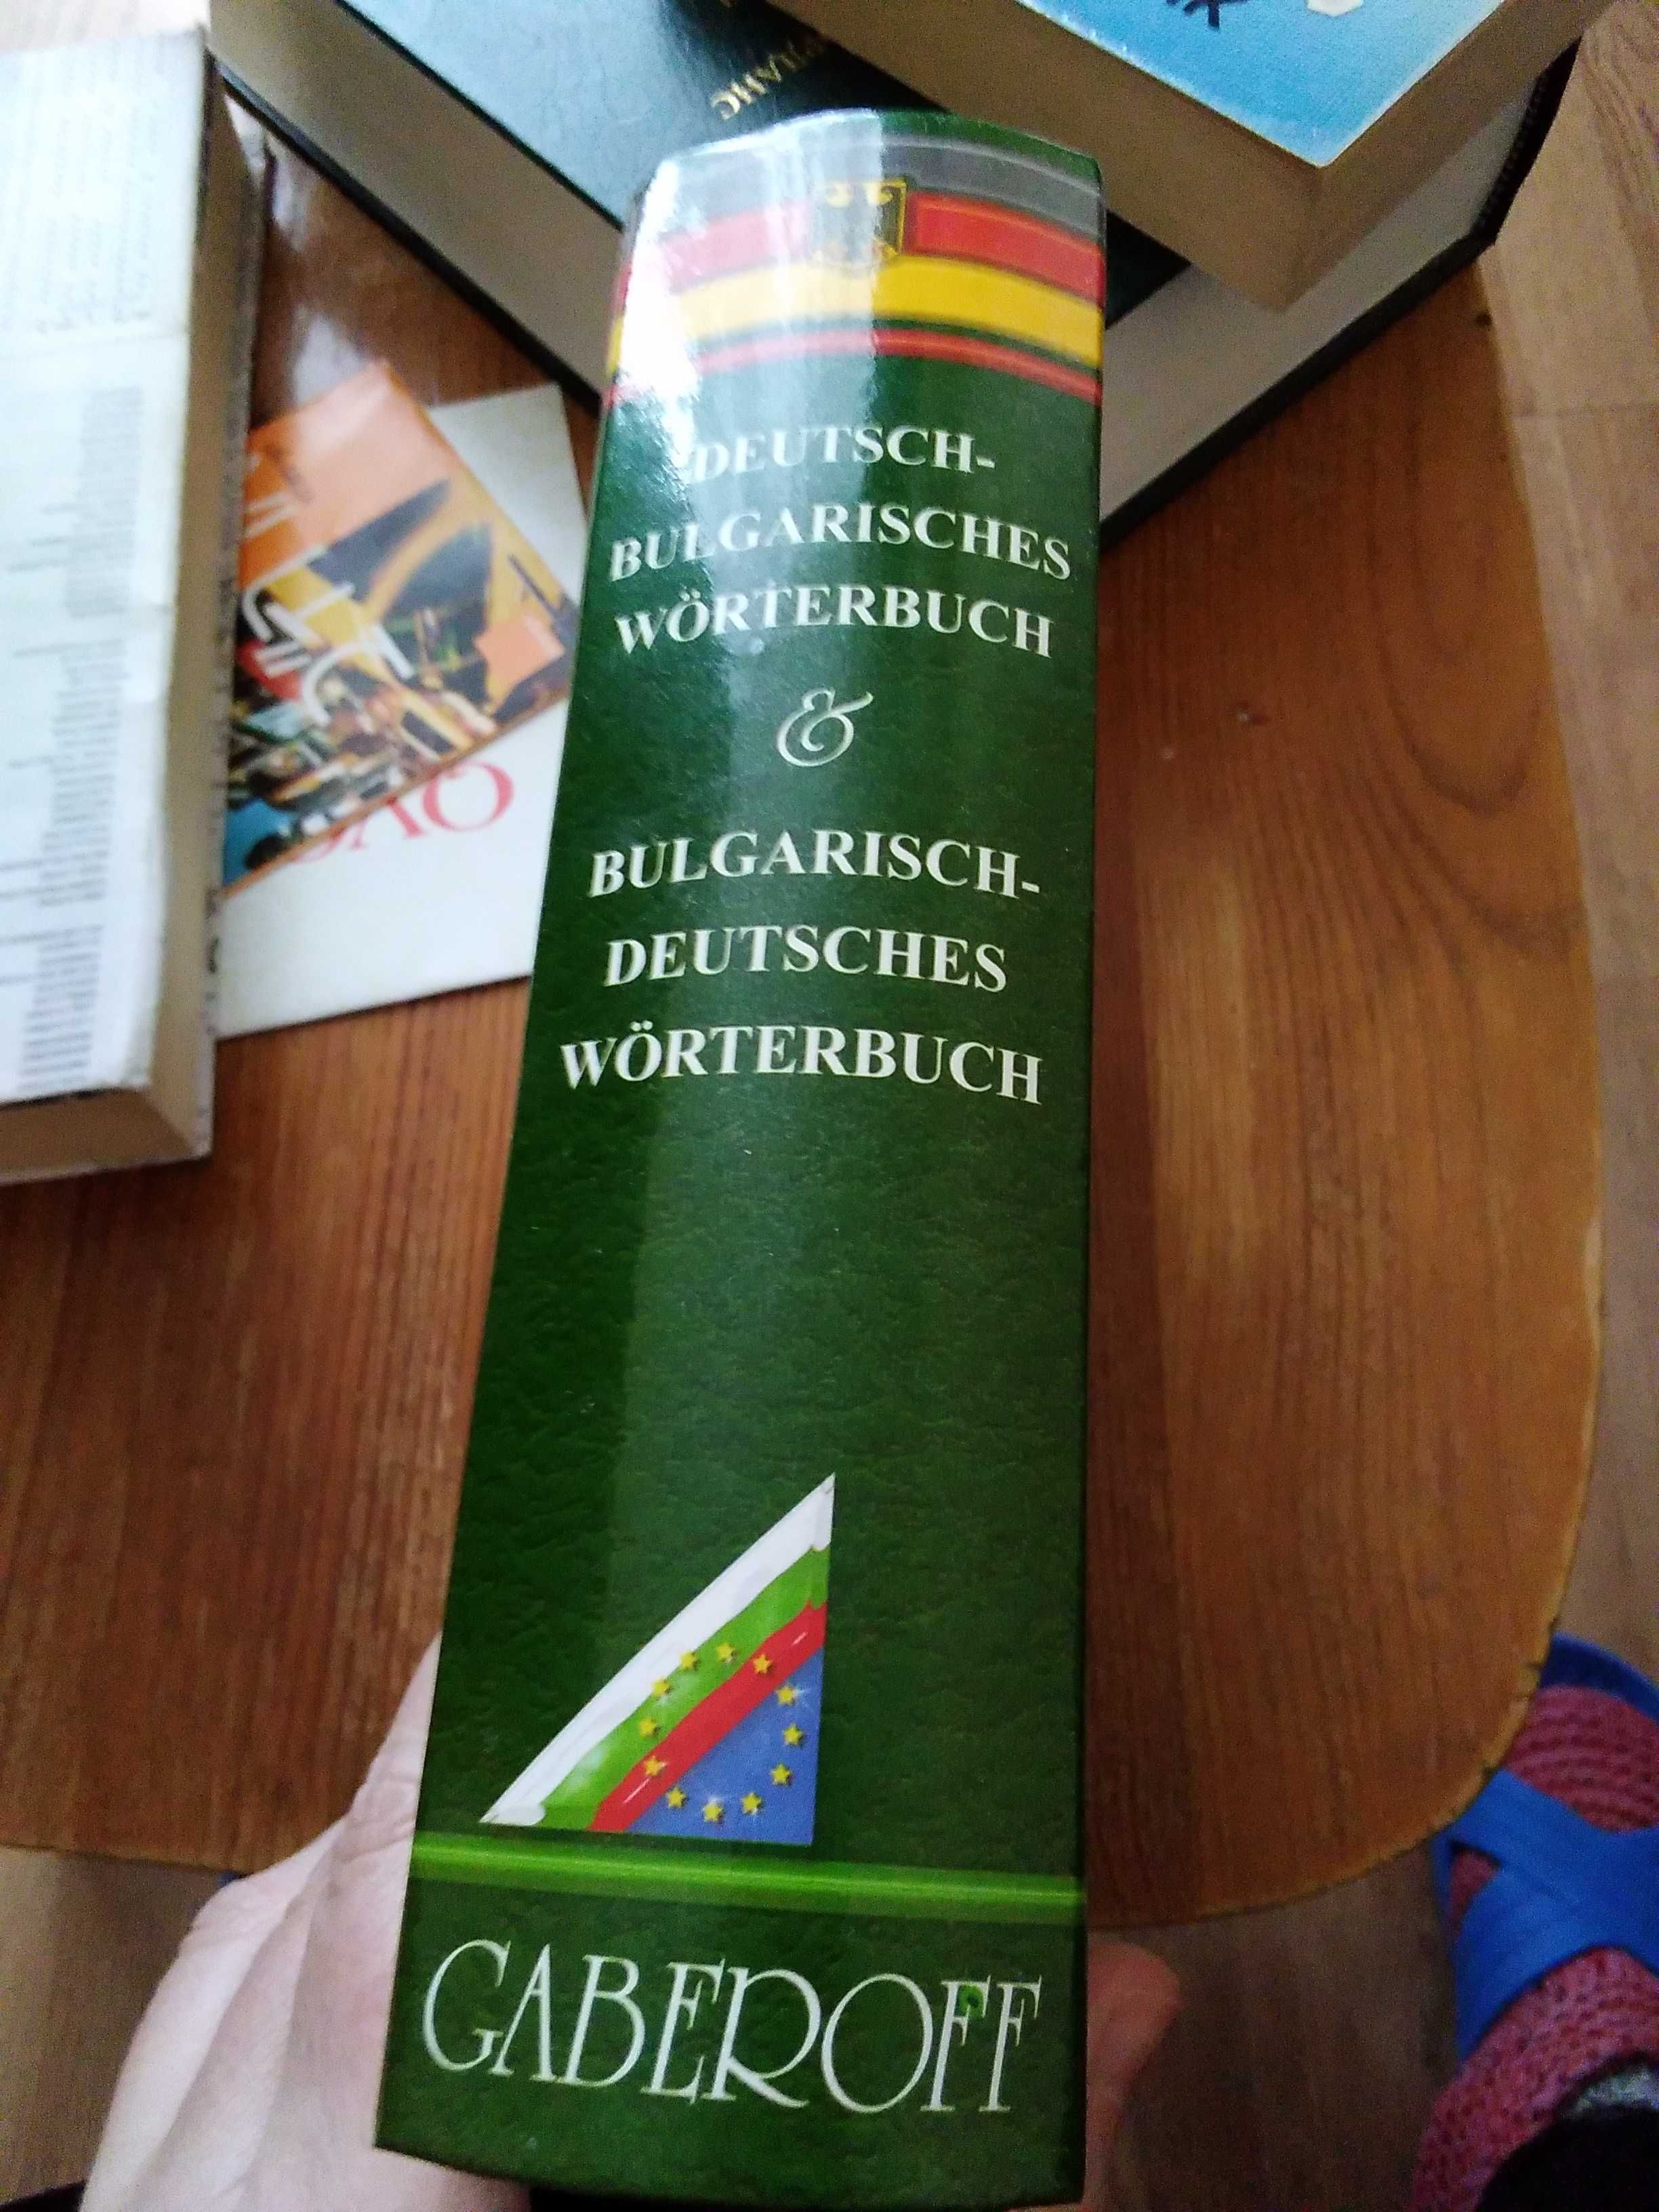 DEUTSCH-
BULGARISCHES
WÖRTERBUCH
&
BULGARISCH-
DEUTSCHES
WÖRTERBUCH
GABEROFF